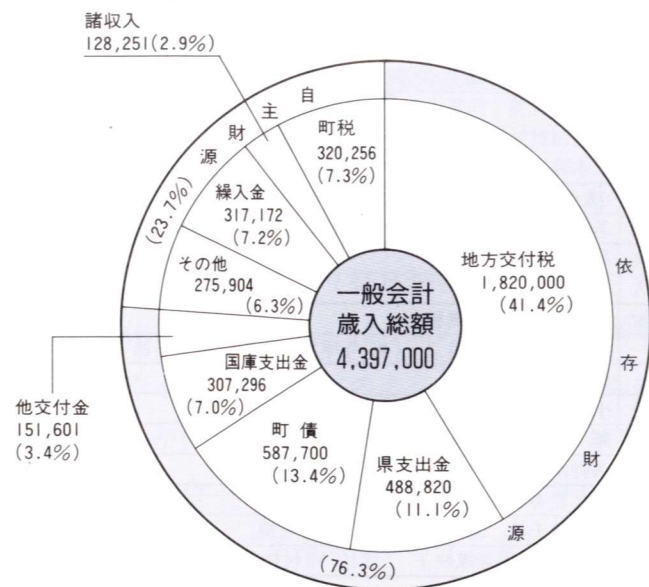 諸収入
128,251(2.9%)
自主財源
(23.7%)
町税
320,256
(7.3%)
繰入金
317,172
(7.2%)
その他
275,904
(6.3%)
他交付金
151,601
(3.4%)
一般会計
歳入総額
4,397,000
地方交付税
1,820,000
(41.4%)
国庫支出金
307,296
(7.0%)
町債
587,700
(13.4%)
県支出金
488,820
(11.1%)
依存財源
(76.3%)